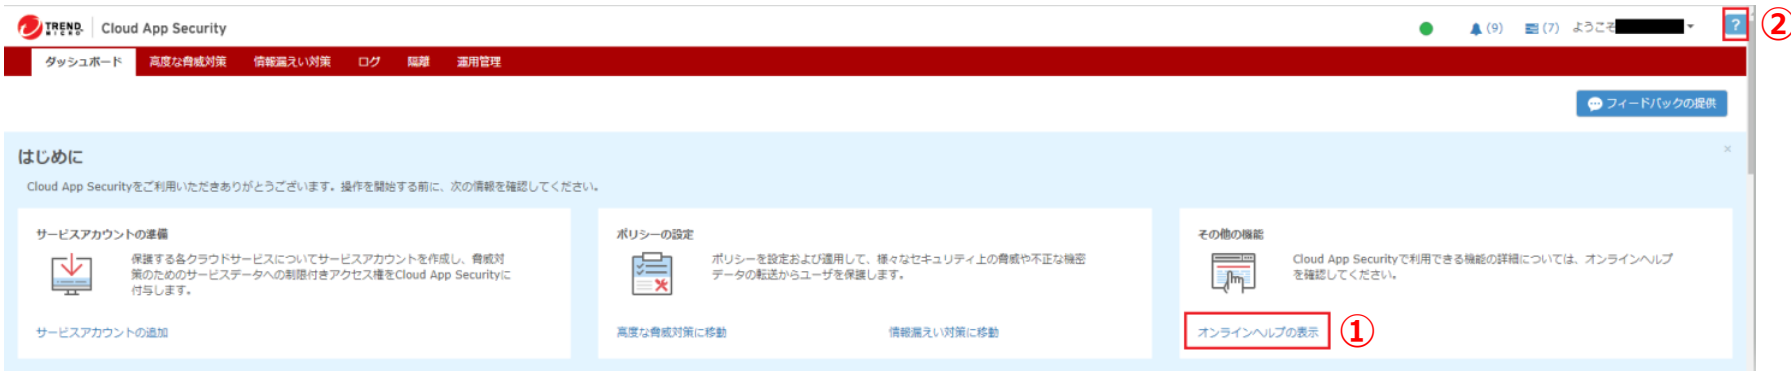 TREND MICRO Cloud App Security
(9) (7) ようこそ ? ②
ダッシュボード 高度な脅威対策 情報漏えい対策 ログ 隔離 運用管理
フィードバックの提供
はじめに ×
Cloud App Securityをご利用いただきありがとうございます。操作を開始する前に、次の情報を確認してください。
サービスアカウントの準備
保護する各クラウドサービスについてサービスアカウントを作成し、脅威対
策のためのサービスデータへの制限付きアクセス権をCloud App Securityに
付与します。
サービスアカウントの追加
ポリシーの設定
ポリシーを設定および適用して、様々なセキュリティ上の脅威や不正な機密
データの転送からユーザを保護します。
高度な脅威対策に移動 情報漏えい対策に移動
その他の機能
Cloud App Securityで利用できる機能の詳細については、オンラインヘルプ
を確認してください。
オンラインヘルプの表示 ①